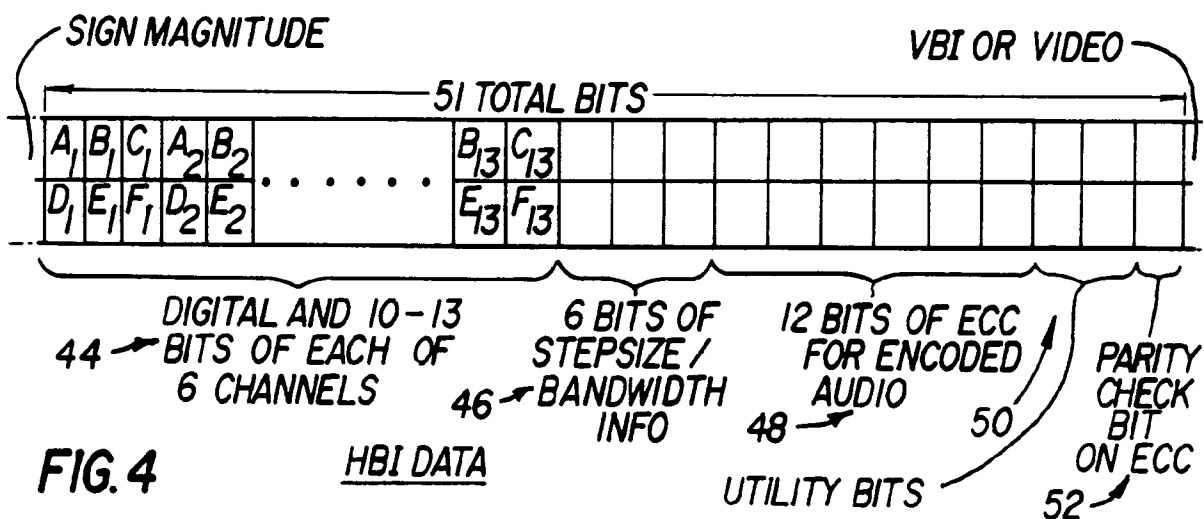 SIGN MAGNITUDE
VBI OR VIDEO
51 TOTAL BITS
A1 B1 C1 A2 B2 ...... B13 C13
D1 E1 F1 D2 E2 E13 F13
DIGITAL AND 10-13
BITS OF EACH OF
6 CHANNELS
44
6 BITS OF
STEPSIZE /
BANDWIDTH
INFO
46
12 BITS OF ECC
FOR ENCODED
AUDIO
48
50
UTILITY BITS
PARITY
CHECK
BIT
ON ECC
52
FIG. 4
HBI DATA